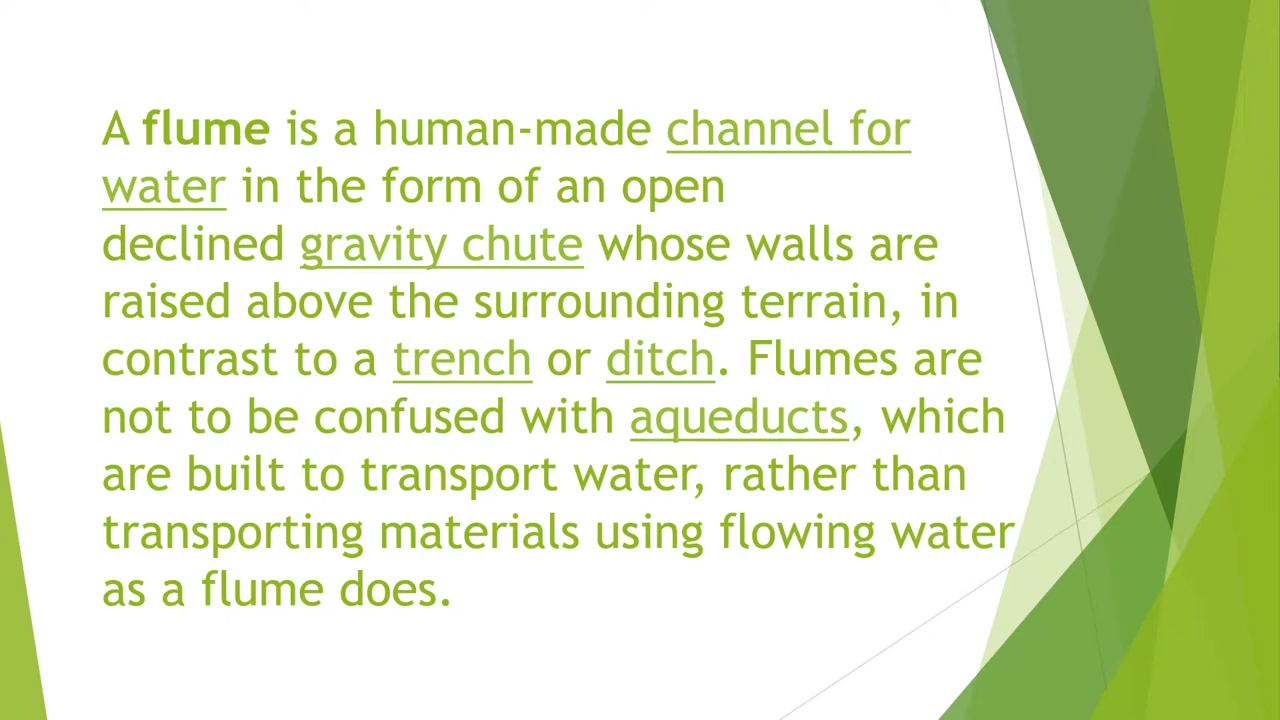 A flume is a human-made channel for
water in the form of an open
declined gravity chute whose walls are
raised above the surrounding terrain, in
contrast to a trench or ditch. Flumes are
not to be confused with aqueducts, which
are built to transport water, rather than
transporting materials using flowing water
as a flume does.